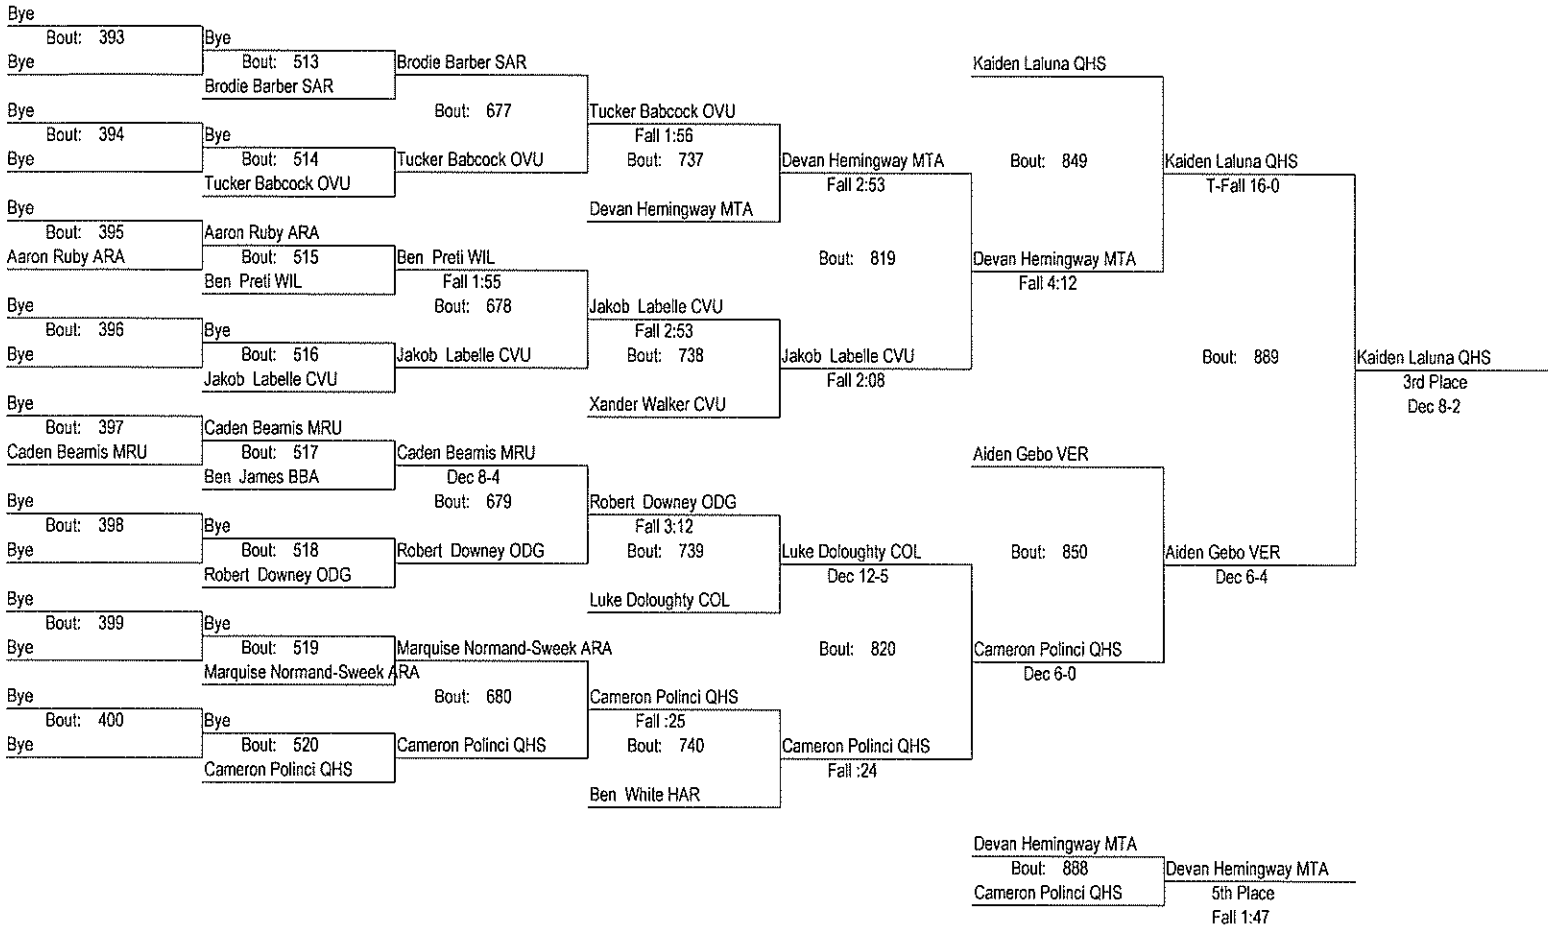 Bye
Bout: 393
Bye
Bye
Bout: 513
Brodie Barber SAR
Bye
Bout: 394
Bye
Bye
Bout: 514
Tucker Babcock OVU
Bye
Bout: 395
Aaron Ruby ARA
Aaron Ruby ARA
Bout: 515
Ben Preti WIL
Bye
Bout: 396
Bye
Bye
Bout: 516
Jakob Labelle CVU
Bye
Bout: 397
Caden Beamis MRU
Caden Beamis MRU
Bout: 517
Ben James BBA
Bye
Bout: 398
Bye
Bye
Bout: 518
Robert Downey ODG
Bye
Bout: 399
Bye
Bye
Bout: 519
Marquise Normand-Sweek ARA
Bye
Bout: 400
Bye
Bye
Bout: 520
Cameron Polinci QHS
Brodie Barber SAR
Bout: 677
Tucker Babcock OVU
Ben Preti WIL
Fall 1:55
Bout: 678
Jakob Labelle CVU
Caden Beamis MRU
Dec 8-4
Bout: 679
Robert Downey ODG
Marquise Normand-Sweek ARA
Bout: 680
Cameron Polinci QHS
Tucker Babcock OVU
Fall 1:56
Bout: 737
Devan Hemingway MTA
Jakob Labelle CVU
Fall 2:53
Bout: 738
Xander Walker CVU
Robert Downey ODG
Fall 3:12
Bout: 739
Luke Doloughty COL
Cameron Polinci QHS
Fall :25
Bout: 740
Ben White HAR
Devan Hemingway MTA
Fall 2:53
Bout: 819
Jakob Labelle CVU
Fall 2:08
Luke Doloughty COL
Dec 12-5
Bout: 820
Cameron Polinci QHS
Fall :24
Kaiden Laluna QHS
Bout: 849
Devan Hemingway MTA
Fall 4:12
Aiden Gebo VER
Bout: 850
Cameron Polinci QHS
Dec 6-0
Kaiden Laluna QHS
T-Fall 16-0
Bout: 889
Aiden Gebo VER
Dec 6-4
Kaiden Laluna QHS
3rd Place
Dec 8-2
Devan Hemingway MTA
Bout: 888
Cameron Polinci QHS
Devan Hemingway MTA
5th Place
Fall 1:47